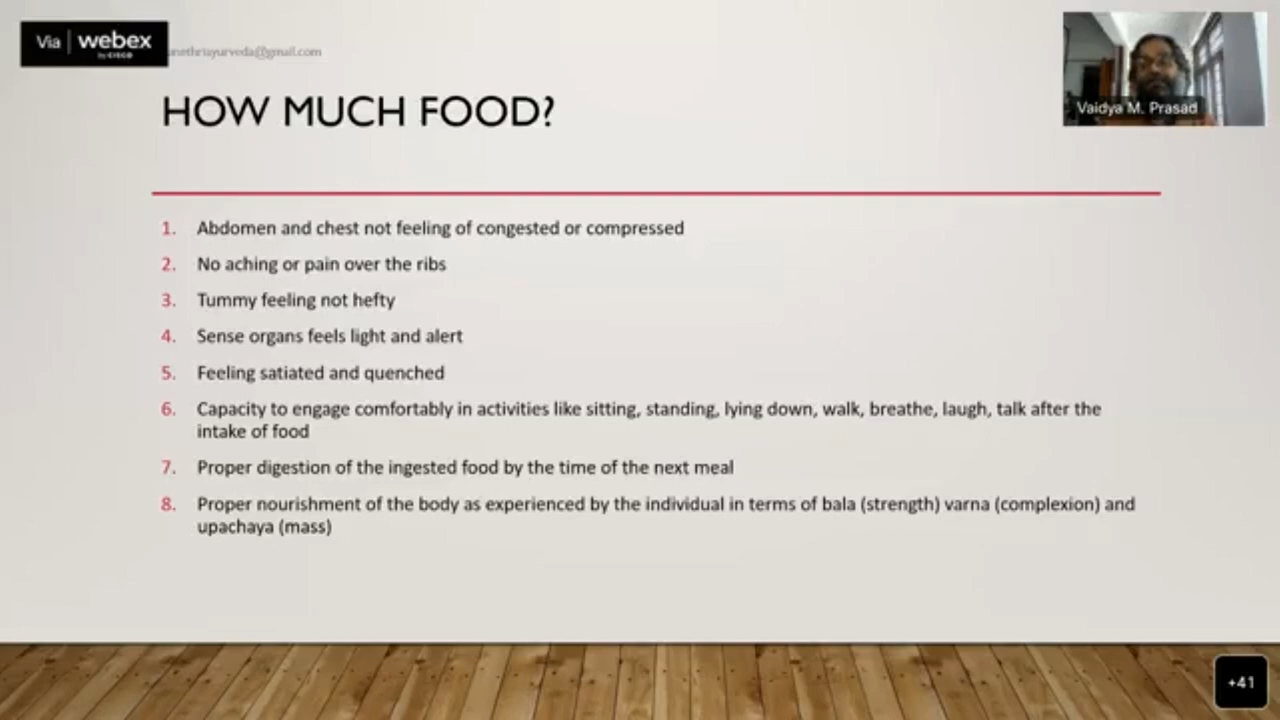 Via webex
by CISCO
unethriayurveda@gmail.com
Vaidya M. Prasad
HOW MUCH FOOD?
1. Abdomen and chest not feeling of congested or compressed
2. No aching or pain over the ribs
3. Tummy feeling not hefty
4. Sense organs feels light and alert
5. Feeling satiated and quenched
6. Capacity to engage comfortably in activities like sitting, standing, lying down, walk, breathe, laugh, talk after the
intake of food
7. Proper digestion of the ingested food by the time of the next meal
8. Proper nourishment of the body as experienced by the individual in terms of bala (strength) varna (complexion) and
upachaya (mass)
+41